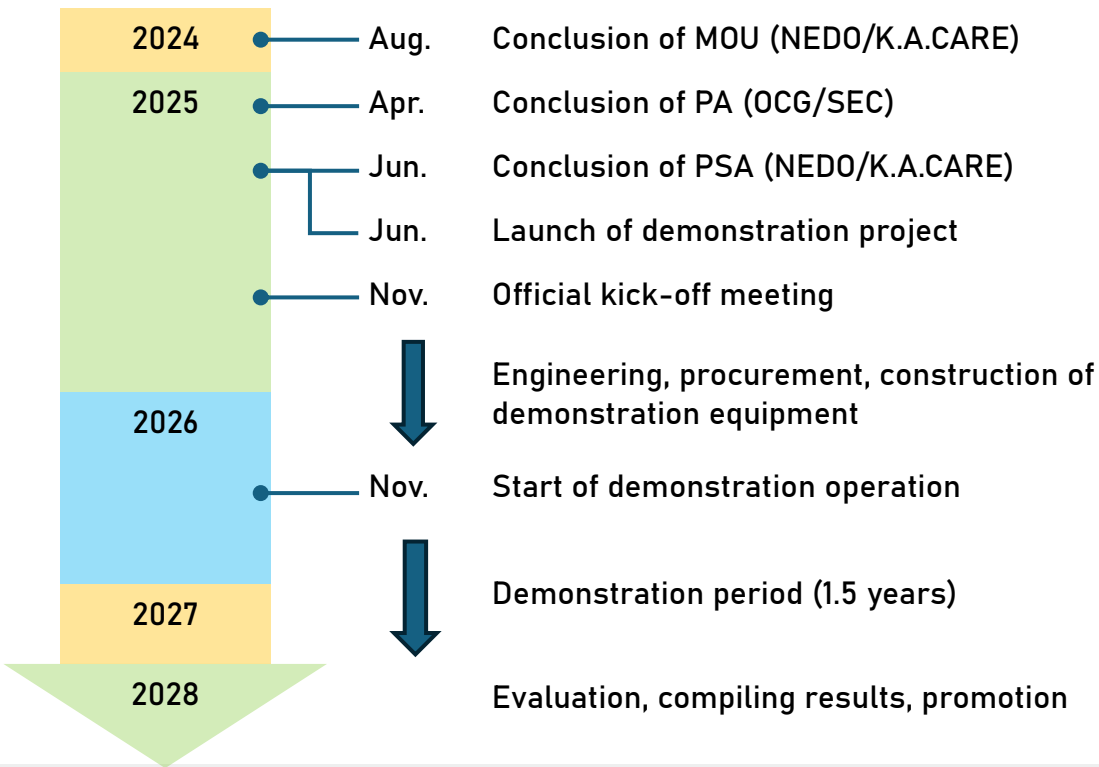 2024 Aug. Conclusion of MOU (NEDO/K.A.CARE)
2025 Apr. Conclusion of PA (OCG/SEC)
Jun. Conclusion of PSA (NEDO/K.A.CARE)
Jun. Launch of demonstration project
Nov. Official kick-off meeting
Engineering, procurement, construction of
demonstration equipment
2026
Nov. Start of demonstration operation
Demonstration period (1.5 years)
2027
2028 Evaluation, compiling results, promotion